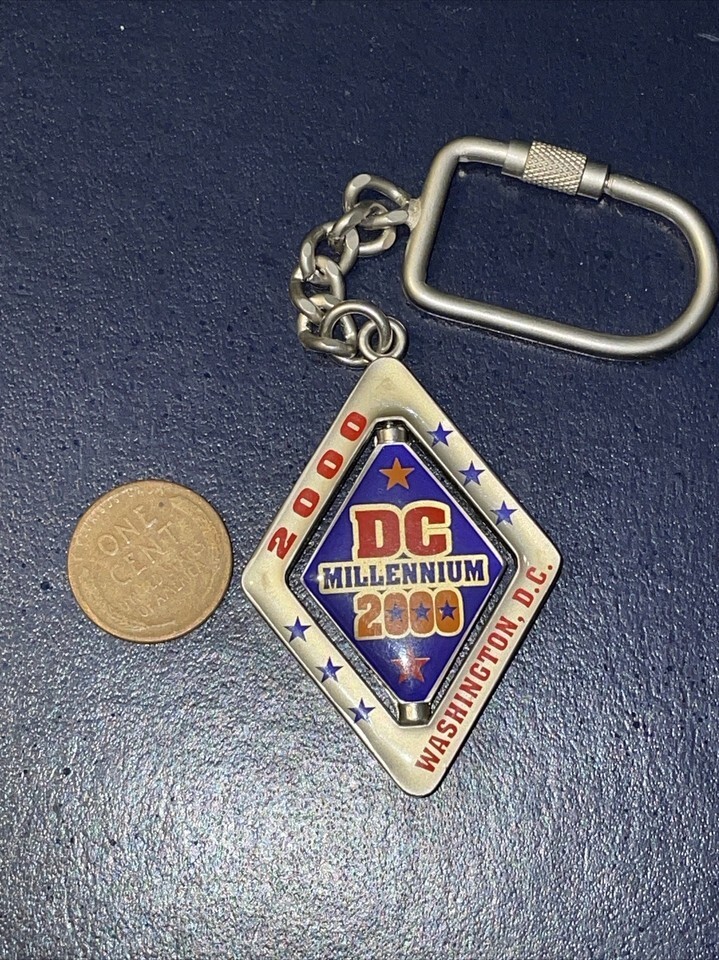 2000
DC
MILLENNIUM
2000
WASHINGTON, D.C.
ONE
CENT